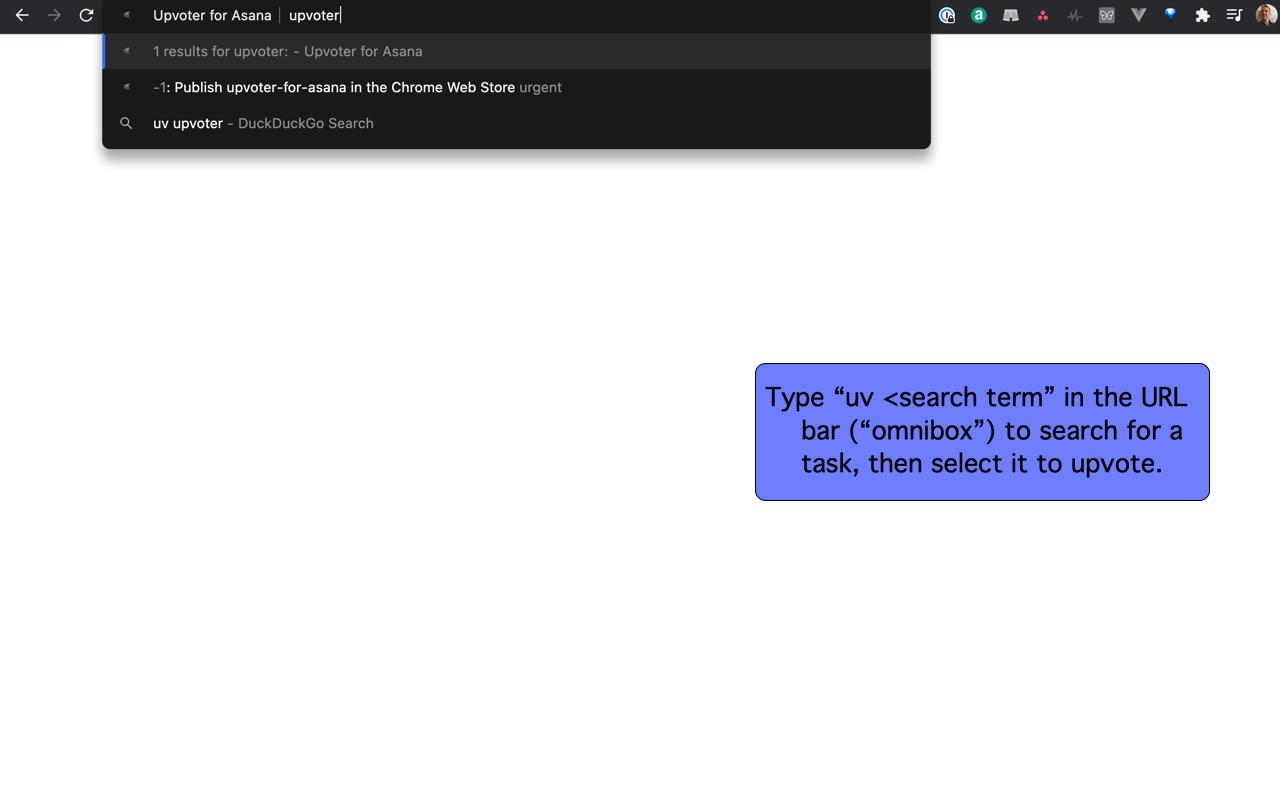 Upvoter for Asana | upvoter
1 results for upvoter: - Upvoter for Asana
-1: Publish upvoter-for-asana in the Chrome Web Store urgent
uv upvoter - DuckDuckGo Search
Type “uv <search term” in the URL
bar (“omnibox”) to search for a
task, then select it to upvote.